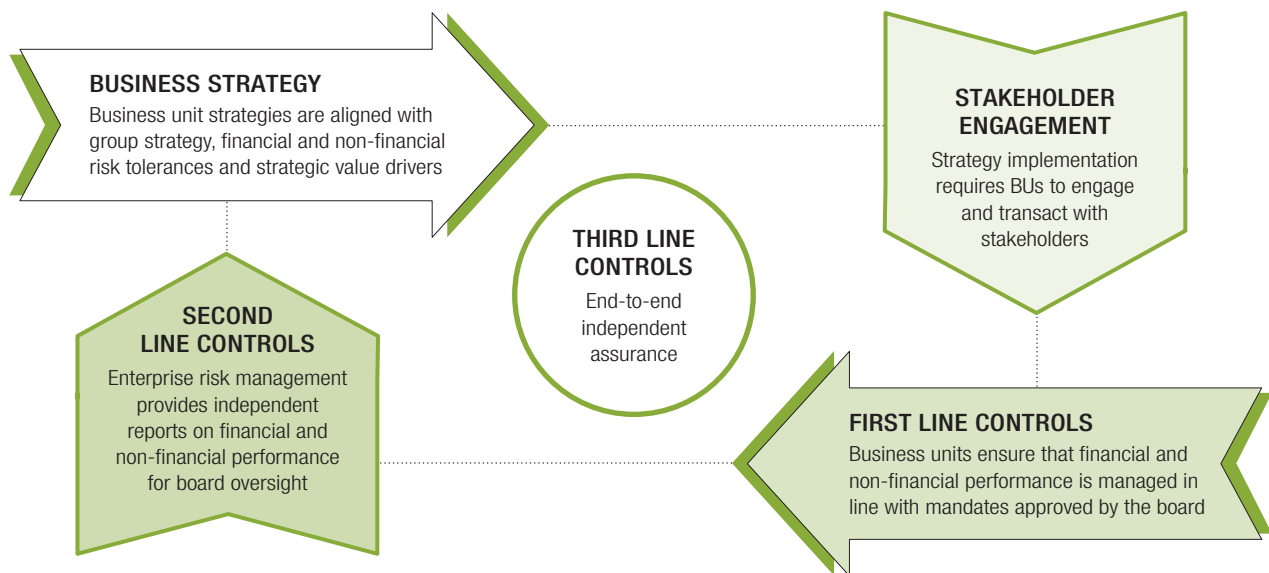 BUSINESS STRATEGY
Business unit strategies are aligned with
group strategy, financial and non-financial
risk tolerances and strategic value drivers
STAKEHOLDER
ENGAGEMENT
Strategy implementation
requires BUs to engage
and transact with
stakeholders
THIRD LINE
CONTROLS
End-to-end
independent
assurance
SECOND
LINE CONTROLS
Enterprise risk management
provides independent
reports on financial and
non-financial performance
for board oversight
FIRST LINE CONTROLS
Business units ensure that financial and
non-financial performance is managed in
line with mandates approved by the board